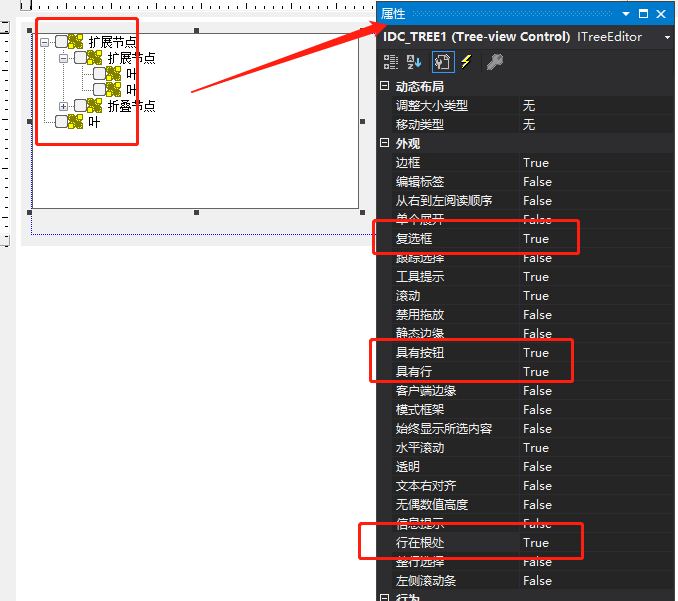 扩展节点
扩展节点
叶
叶
折叠节点
叶
属性
IDC_TREE1 (Tree-view Control) ITreeEditor
动态布局
调整大小类型 无
移动类型 无
外观
边框 True
编辑标签 False
从右到左阅读顺序 False
单个展开 False
复选框 True
跟踪选择 False
工具提示 True
滚动 True
禁用拖放 False
静态边缘 False
具有按钮 True
具有行 True
客户端边缘 False
模式框架 False
始终显示所选内容 False
水平滚动 True
透明 False
文本右对齐 False
无偶数值高度 False
信息提示 False
行在根处 True
整行选择 False
左侧滚动条 False
行为